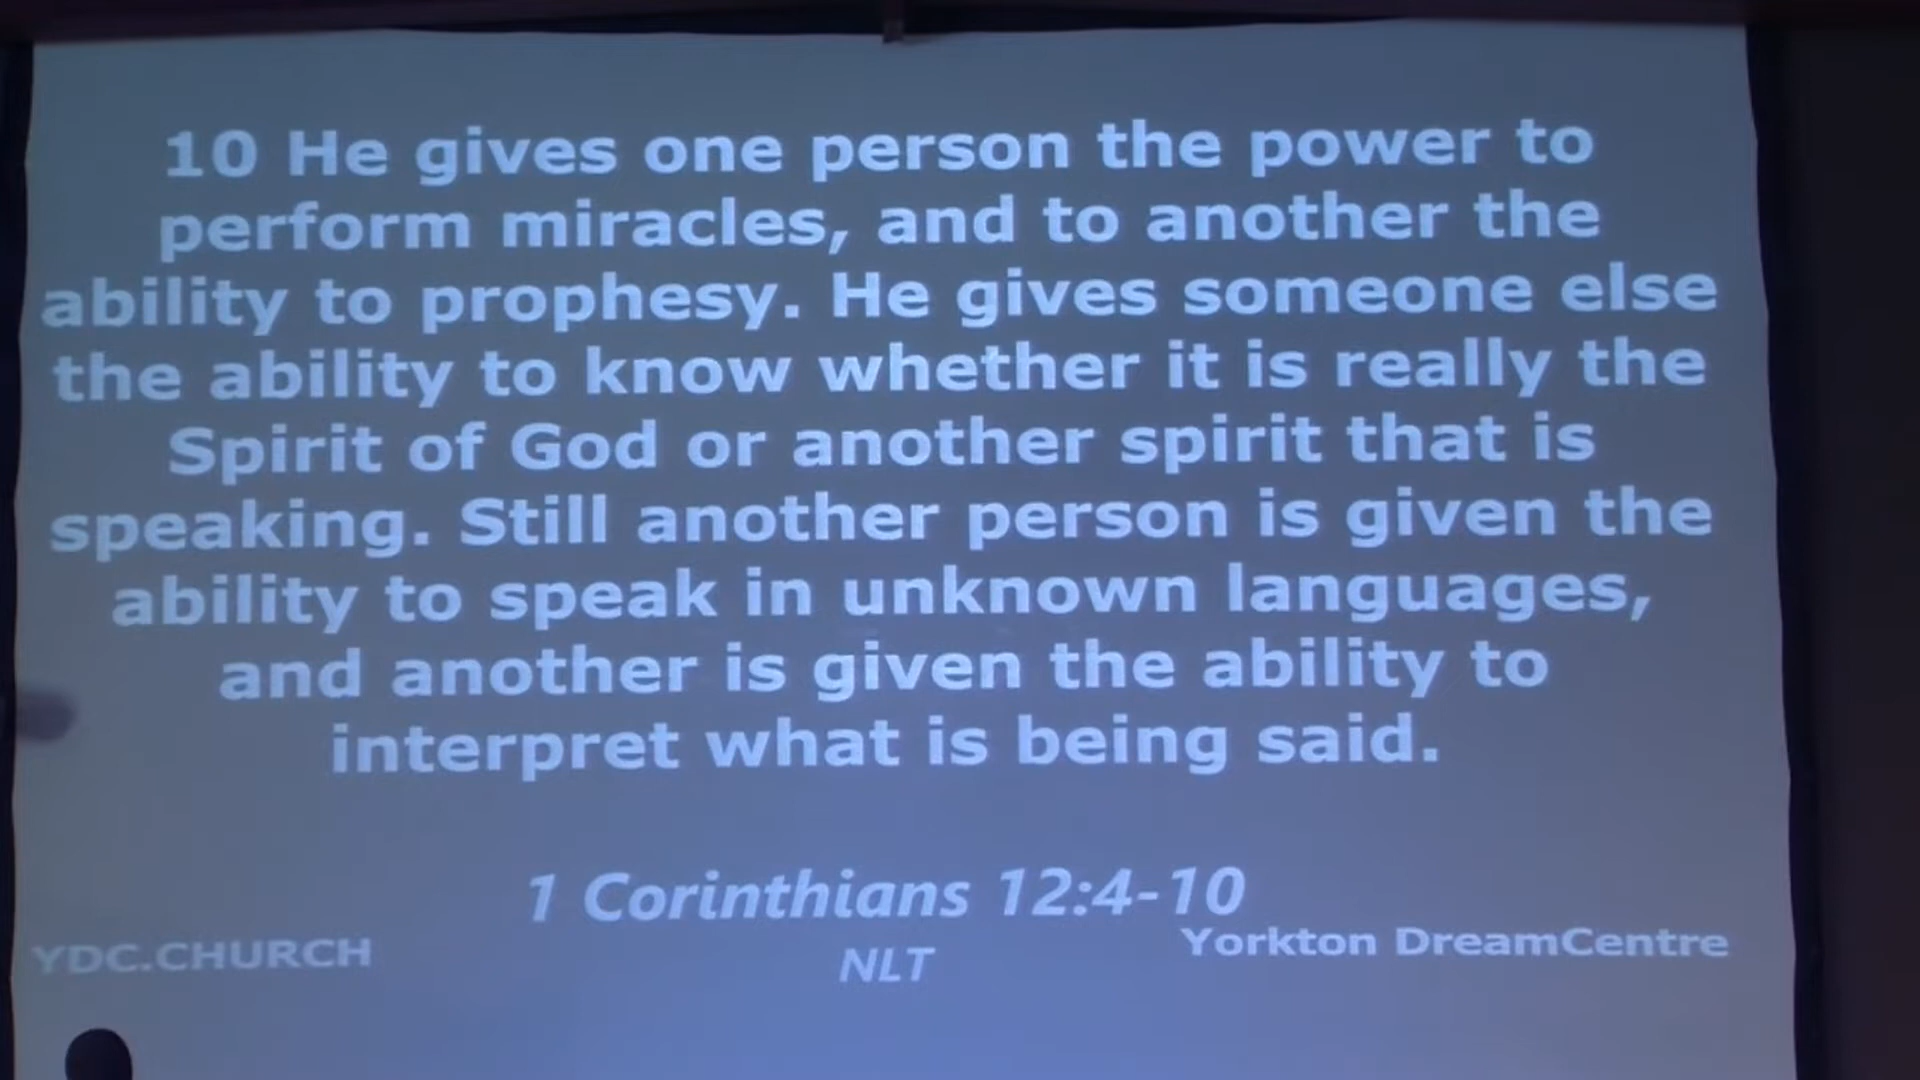 10 He gives one person the power to
perform miracles, and to another the
ability to prophesy. He gives someone else
the ability to know whether it is really the
Spirit of God or another spirit that is
speaking. Still another person is given the
ability to speak in unknown languages,
and another is given the ability to
interpret what is being said.
1 Corinthians 12:4-10
NLT
YDC.CHURCH
Yorkton DreamCentre